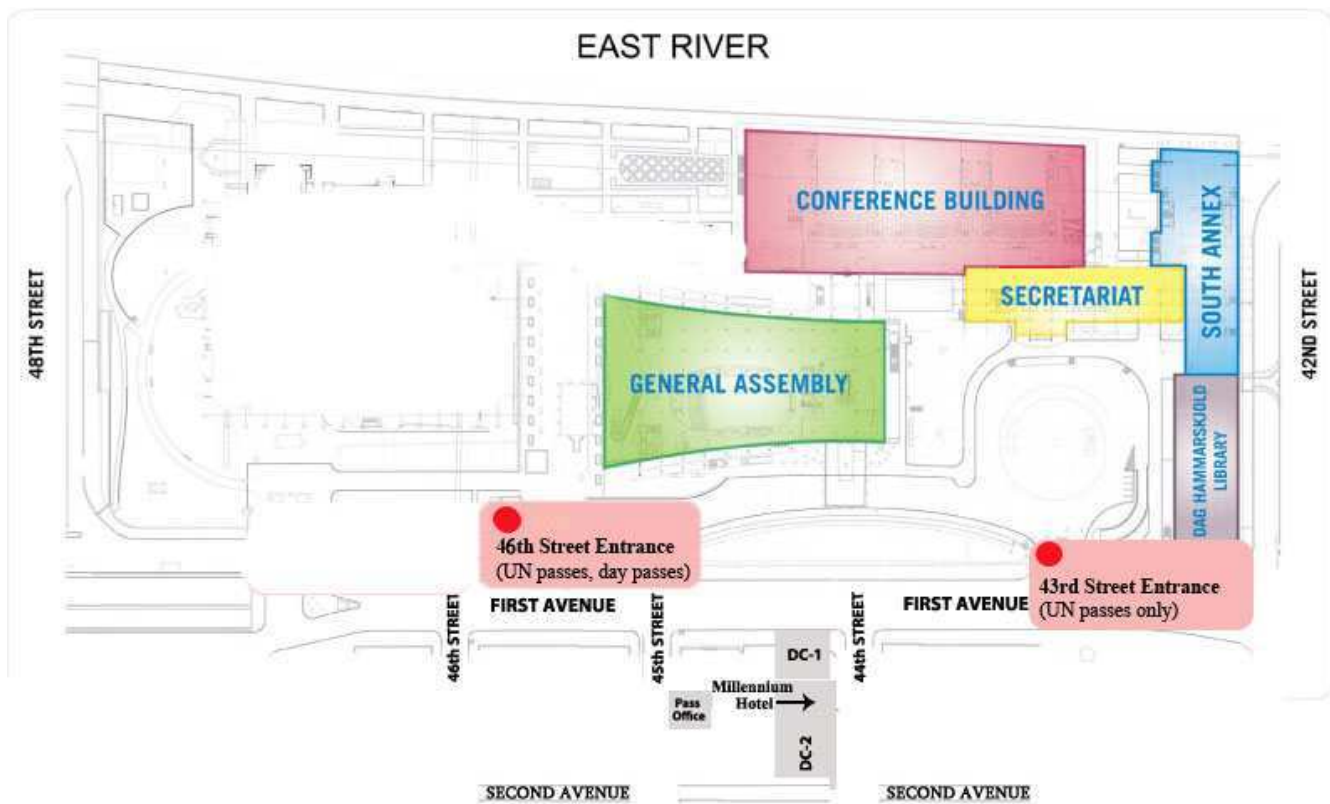 EAST RIVER
CONFERENCE BUILDING
SOUTH ANNEX
SECRETARIAT
48TH STREET
42ND STREET
GENERAL ASSEMBLY
DAG HAMMARSKJOLD
LIBRARY
46th Street Entrance
(UN passes, day passes)
43rd Street Entrance
(UN passes only)
FIRST AVENUE
FIRST AVENUE
46th STREET
45th STREET
44th STREET
DC-1
Millennium
Hotel
Pass
Office
DC-2
SECOND AVENUE
SECOND AVENUE